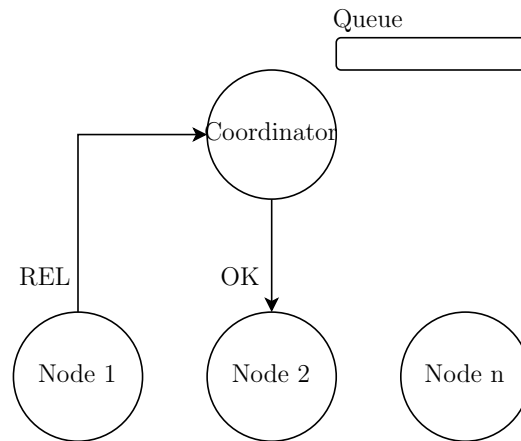 Queue
Coordinator
REL
OK
Node 1
Node 2
Node n